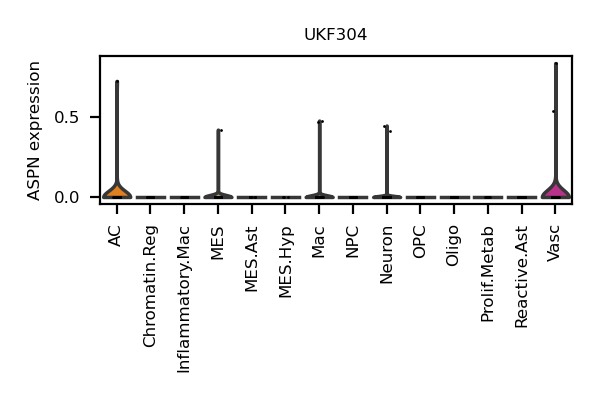 UKF304
ASPN expression
0.5
0.0
AC
Chromatin.Reg
Inflammatory.Mac
MES
MES.Ast
MES.Hyp
Mac
NPC
Neuron
OPC
Oligo
Prolif.Metab
Reactive.Ast
Vasc